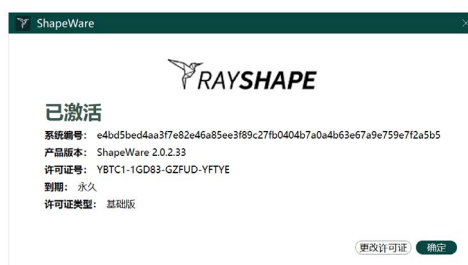 ShapeWare
RAYSHAPE
已激活
系统编号： e4bd5bed4aa3f7e82e46a85ee3f89c27fb0404b7a0a4b63e67a9e759e7f2a5b5
产品版本： ShapeWare 2.0.2.33
许可证号： YBTC1-1GD83-GZFUD-YFTYE
到期： 永久
许可证类型： 基础版
更改许可证 确定